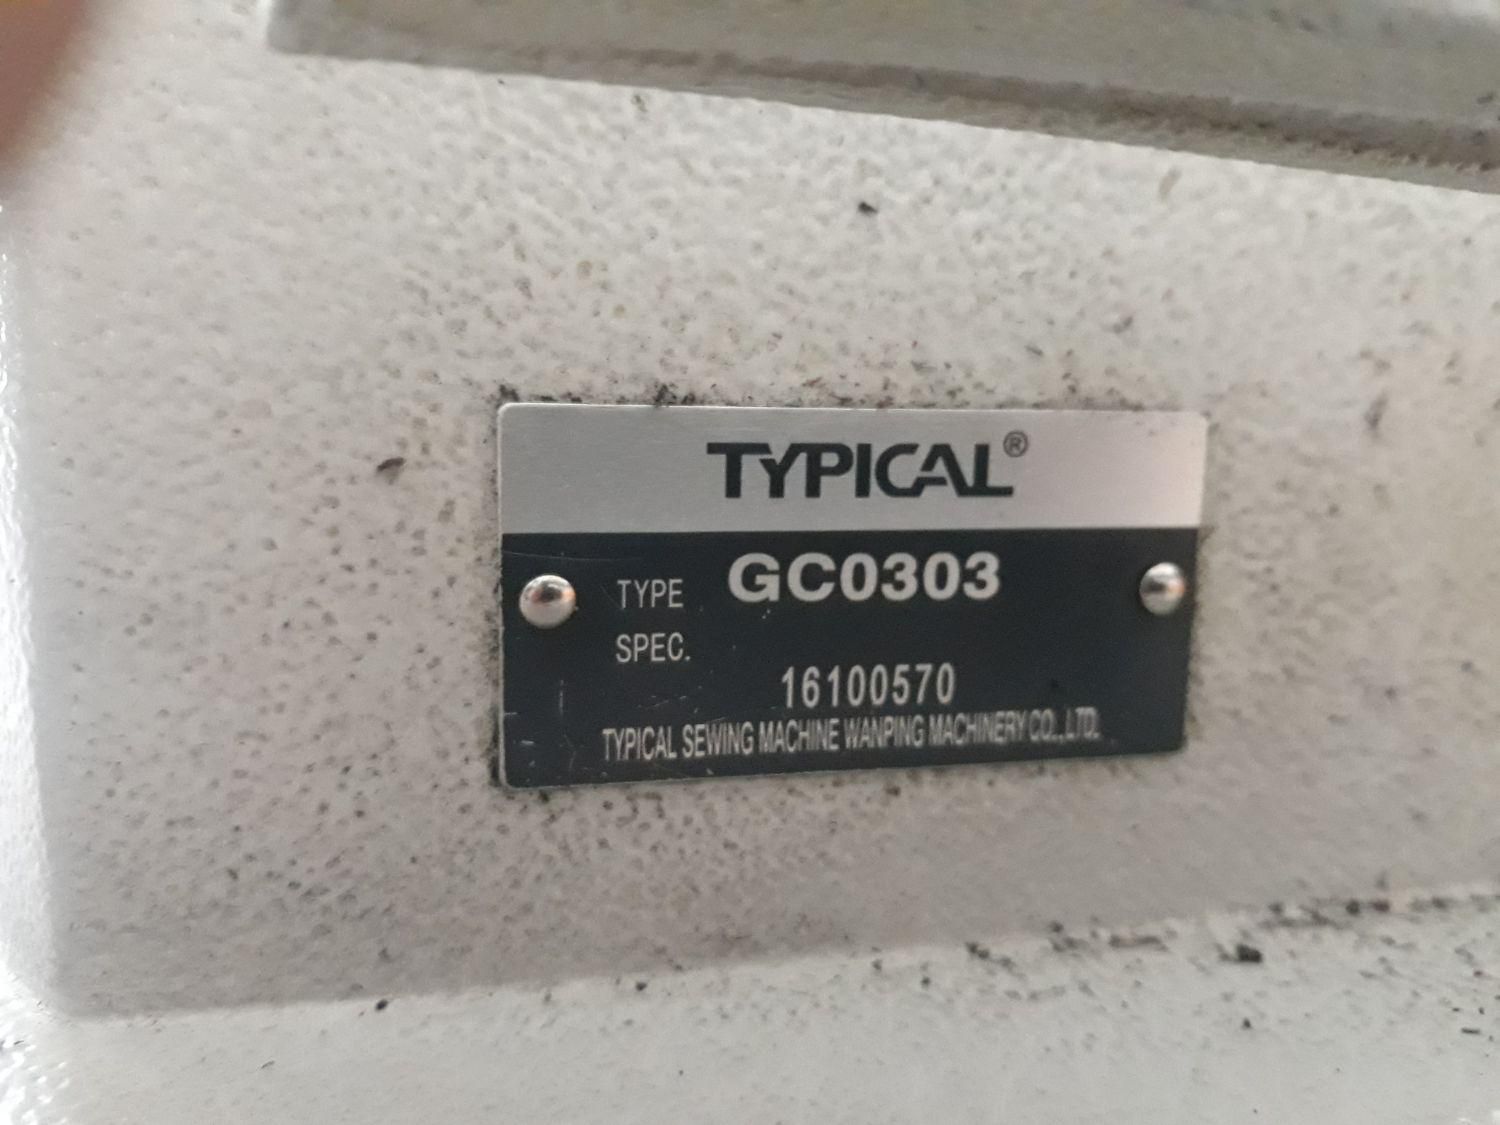 TYPICAL®
TYPE GC0303
SPEC.
16100570
TYPICAL SEWING MACHINE WANPING MACHINERY CO., LTD.